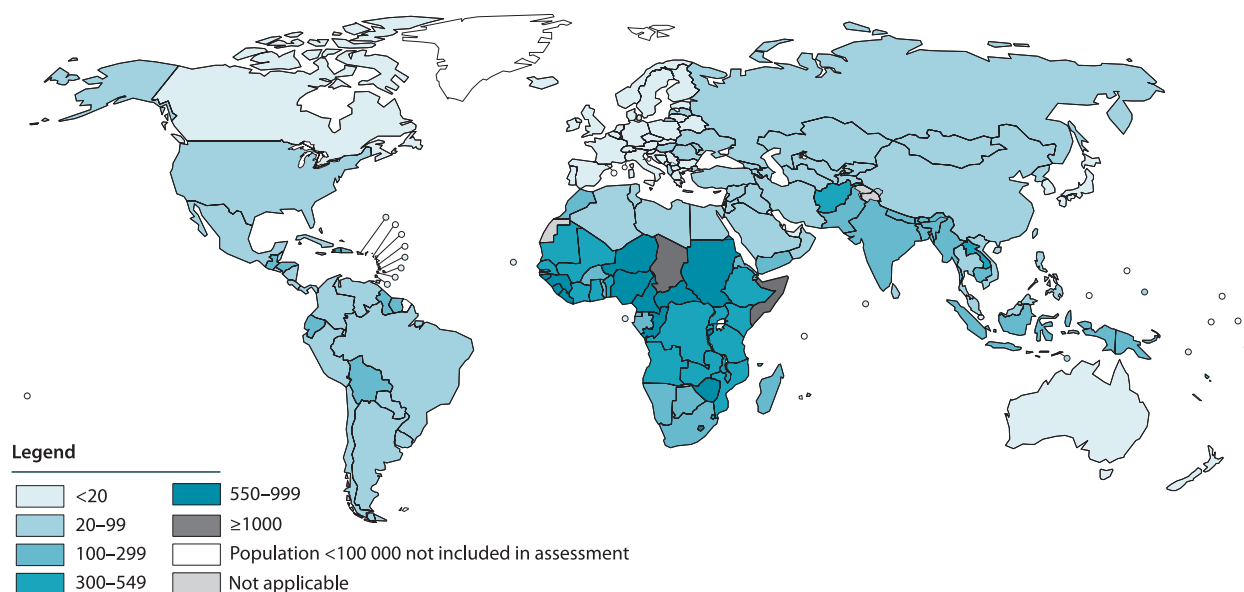 Legend
<20
20–99
100–299
300–549
550–999
≥1000
Population <100 000 not included in assessment
Not applicable